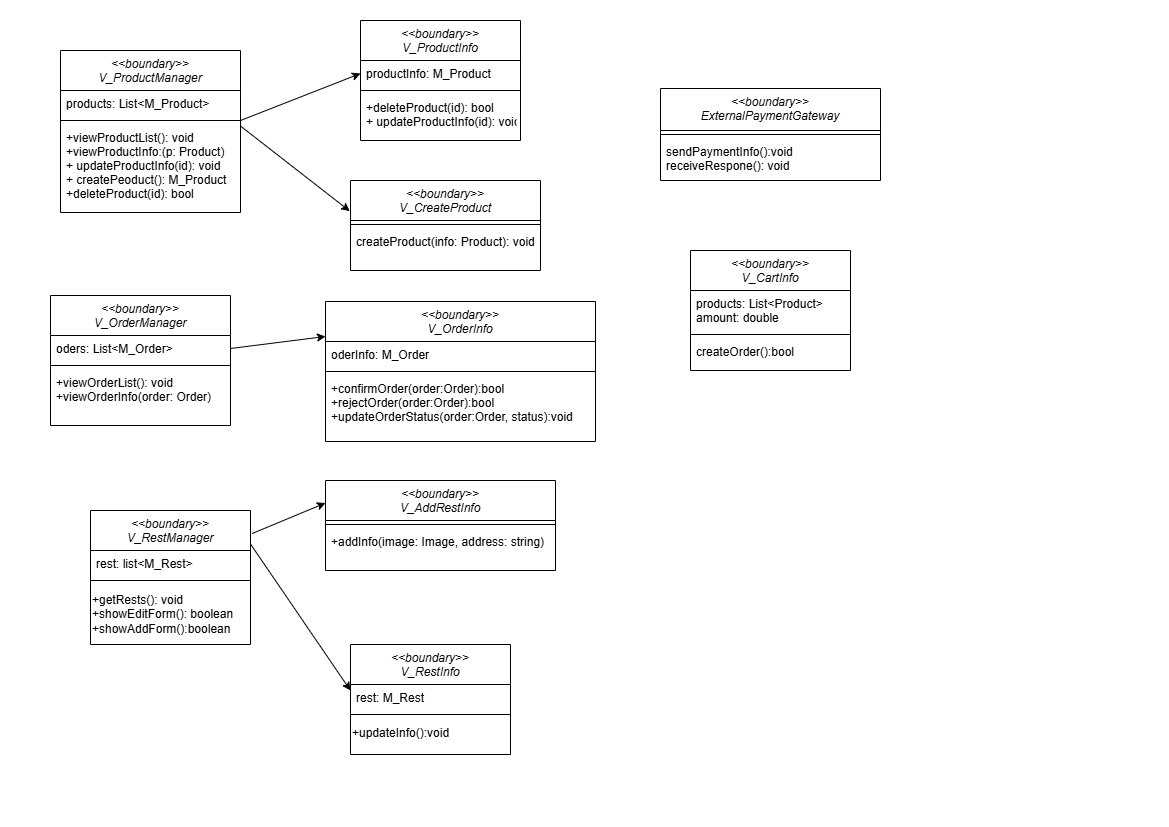 <<boundary>>
V_ProductManager
products: List<M_Product>
+viewProductList(): void
+viewProductInfo:(p: Product)
+ updateProductInfo(id): void
+ createPeoduct(): M_Product
+deleteProduct(id): bool
<<boundary>>
V_ProductInfo
productInfo: M_Product
+deleteProduct(id): bool
+ updateProductInfo(id): voi
<<boundary>>
V_CreateProduct
createProduct(info: Product): void
<<boundary>>
ExternalPaymentGateway
sendPaymentInfo():void
receiveRespone(): void
<<boundary>>
V_CartInfo
products: List<Product>
amount: double
createOrder():bool
<<boundary>>
V_OrderManager
oders: List<M_Order>
+viewOrderList(): void
+viewOrderInfo(order: Order)
<<boundary>>
V_OrderInfo
oderInfo: M_Order
+confirmOrder(order:Order):bool
+rejectOrder(order:Order):bool
+updateOrderStatus(order:Order, status):void
<<boundary>>
V_RestManager
rest: list<M_Rest>
+getRests(): void
+showEditForm(): boolean
+showAddForm():boolean
<<boundary>>
V_AddRestInfo
+addInfo(image: Image, address: string)
<<boundary>>
V_RestInfo
rest: M_Rest
+updateInfo():void